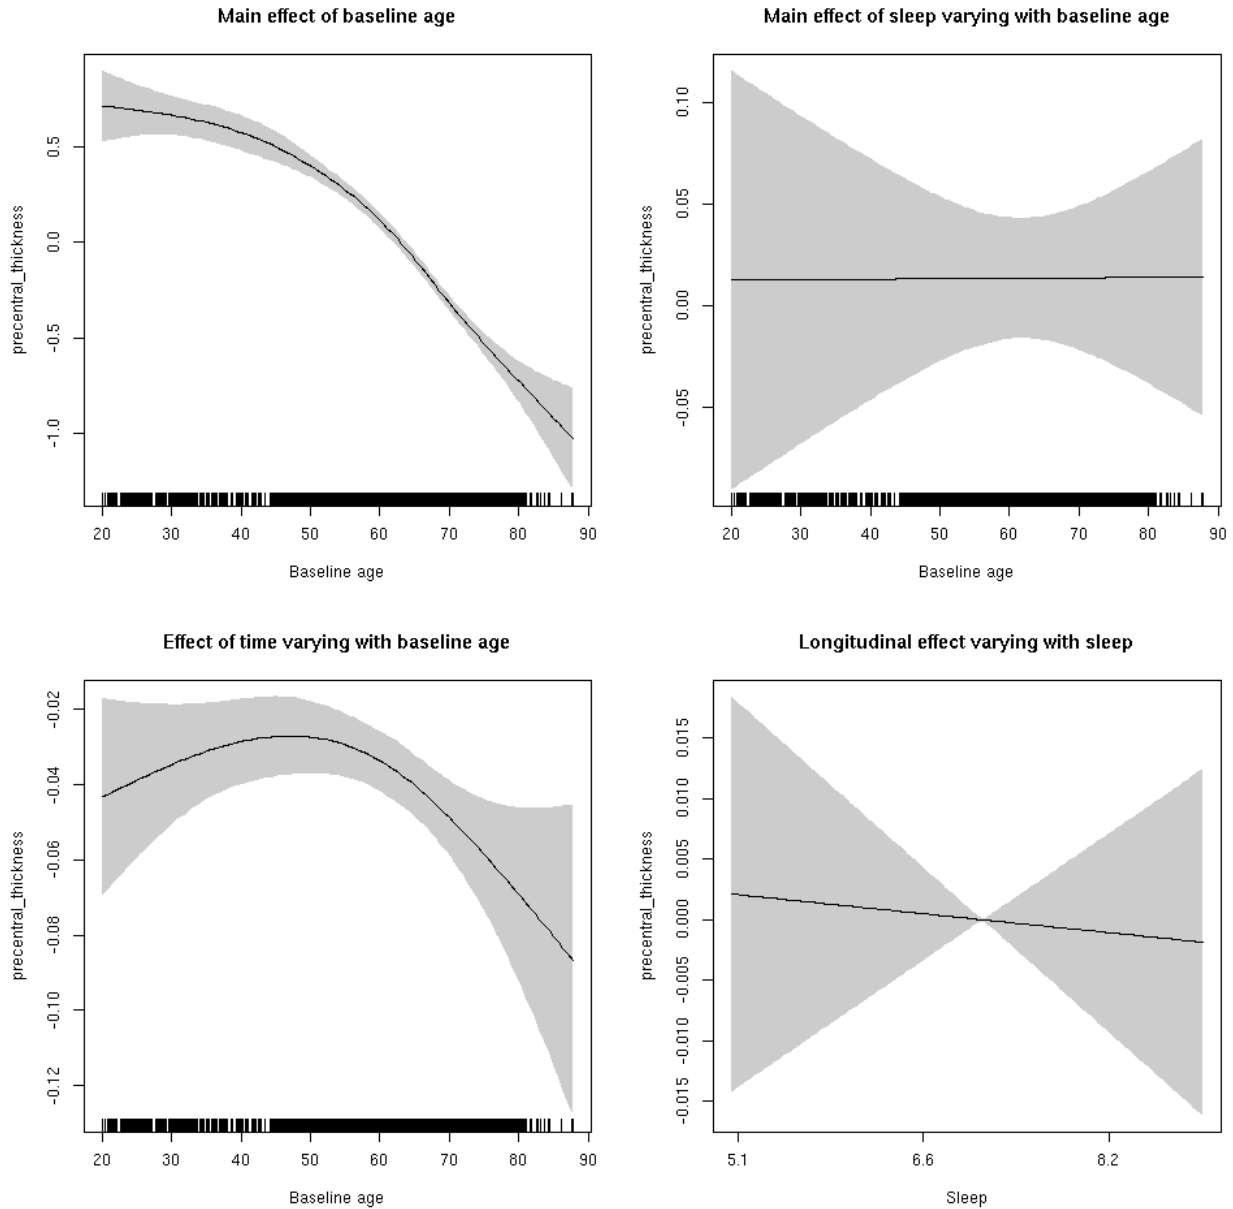 Main effect of baseline age
precentral_thickness
0.5
0.0
-0.5
-1.0
20 30 40 50 60 70 80 90
Baseline age
Main effect of sleep varying with baseline age
precentral_thickness
0.10
0.05
0.00
-0.05
20 30 40 50 60 70 80 90
Baseline age
Effect of time varying with baseline age
precentral_thickness
-0.02
-0.04
-0.06
-0.08
-0.10
-0.12
20 30 40 50 60 70 80 90
Baseline age
Longitudinal effect varying with sleep
precentral_thickness
0.015
0.010
0.005
0.000
-0.005
-0.010
-0.015
5.1 6.6 8.2
Sleep